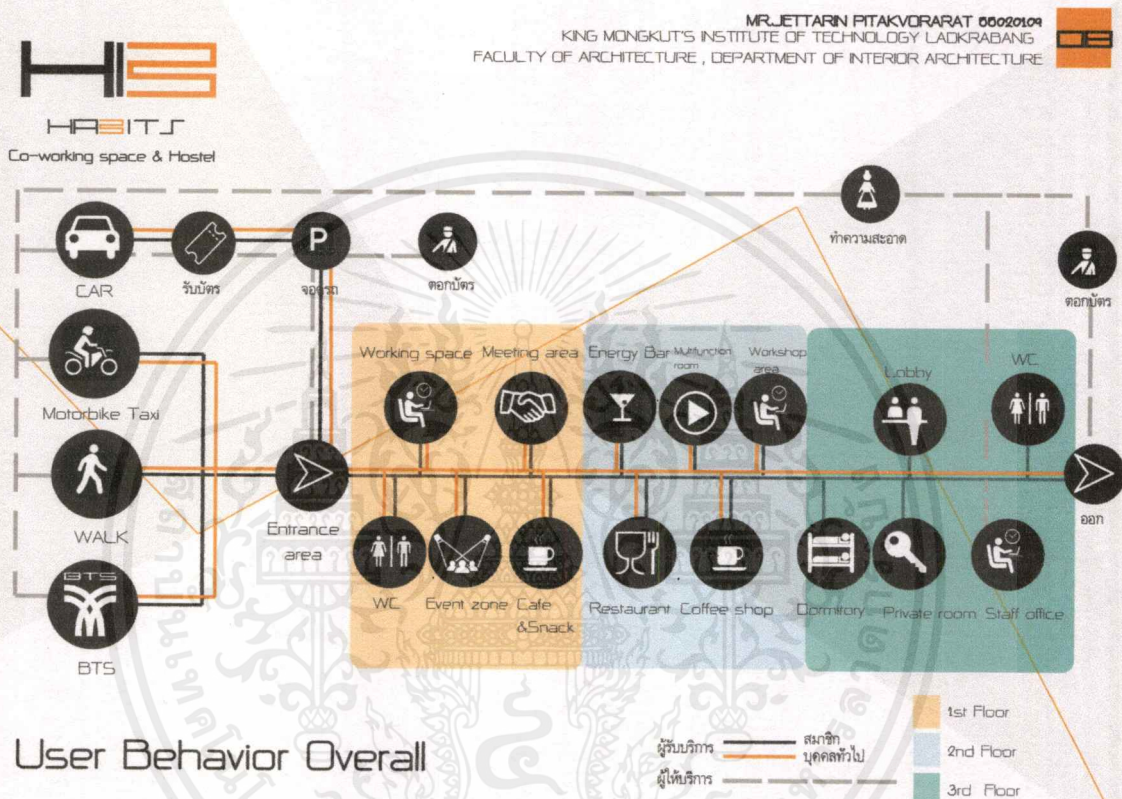 MR.JETTARIN PITAKVORARAT 55020109
KING MONGKUT'S INSTITUTE OF TECHNOLOGY LADKRABANG
FACULTY OF ARCHITECTURE , DEPARTMENT OF INTERIOR ARCHITECTURE
08
HABITS
Co-working space & Hostel
CAR
รับบัตร
P
จอดรถ
ตอกบัตร
ทำความสะอาด
ตอกบัตร
Motorbike Taxi
WALK
BTS
BTS
Entrance
area
Working space
Meeting area
Energy Bar
Multifunction
room
Workshop
area
Lobby
WC
ออก
WC
Event zone
Cafe
&Snack
Restaurant
Coffee shop
Dormitory
Private room
Staff office
User Behavior Overall
ผู้รับบริการ
สมาชิก
บุคคลทั่วไป
ผู้ให้บริการ
1st Floor
2nd Floor
3rd Floor